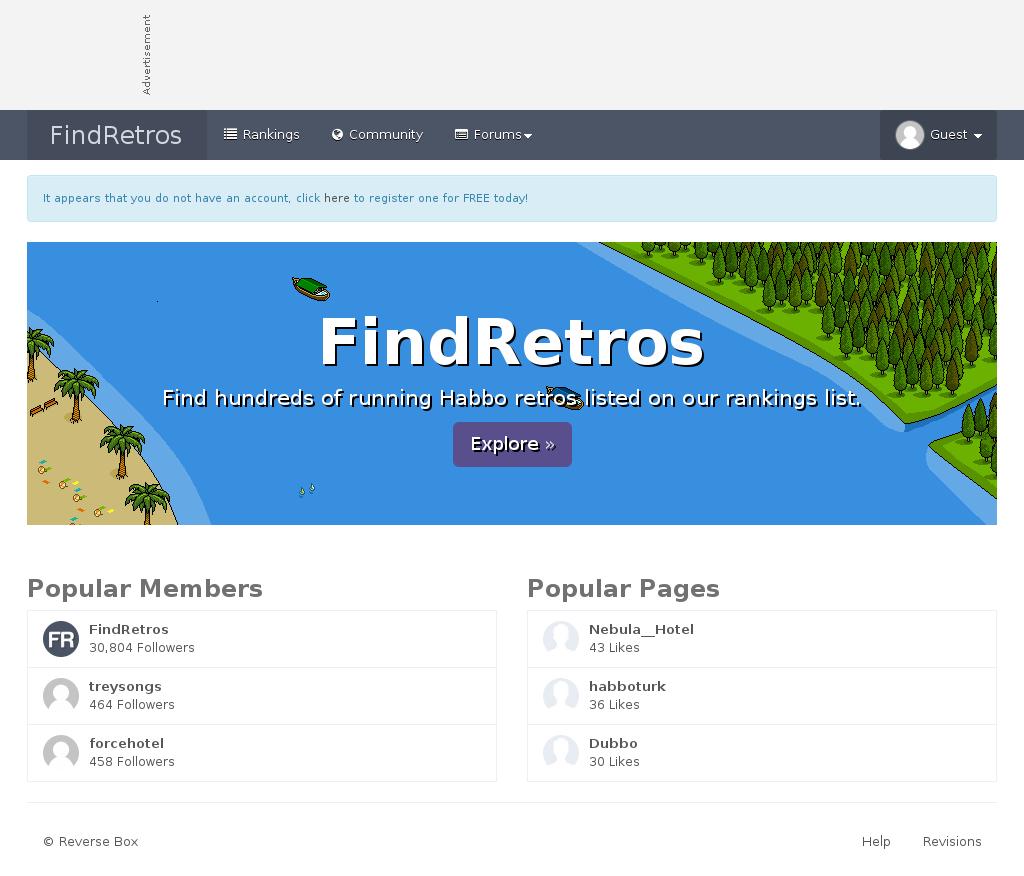 Advertisement
FindRetros
Rankings
Community
Forums
Guest
It appears that you do not have an account, click here to register one for FREE today!
FindRetros
Find hundreds of running Habbo retros listed on our rankings list.
Explore »
Popular Members
FR
FindRetros
30,804 Followers
treysongs
464 Followers
forcehotel
458 Followers
Popular Pages
Nebula__Hotel
43 Likes
habboturk
36 Likes
Dubbo
30 Likes
© Reverse Box
Help
Revisions